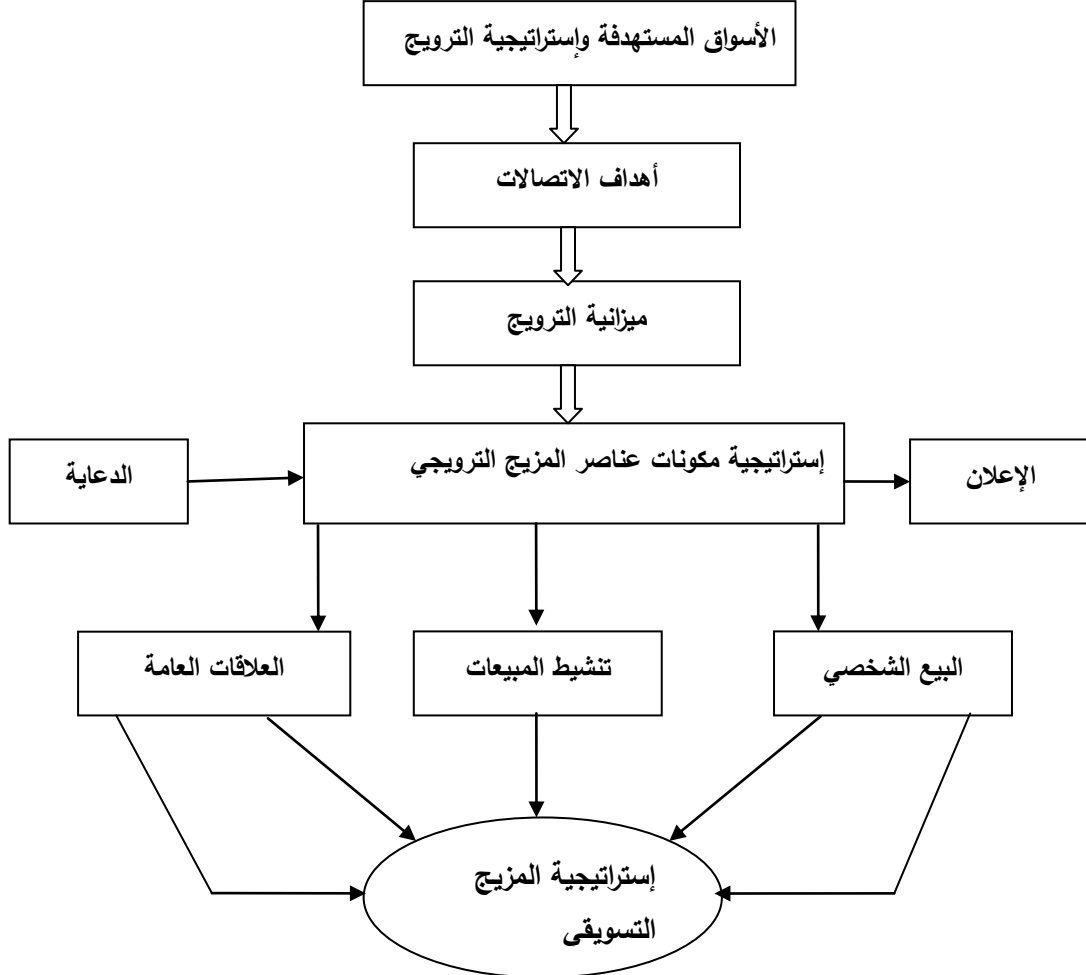 الأسواق المستهدفة وإستراتيجية الترويج
أهداف الاتصالات
ميزانية الترويج
إستراتيجية مكونات عناصر المزيج الترويجي
الإعلان
الدعاية
البيع الشخصي
تنشيط المبيعات
العلاقات العامة
إستراتيجية المزيج
التسويقى